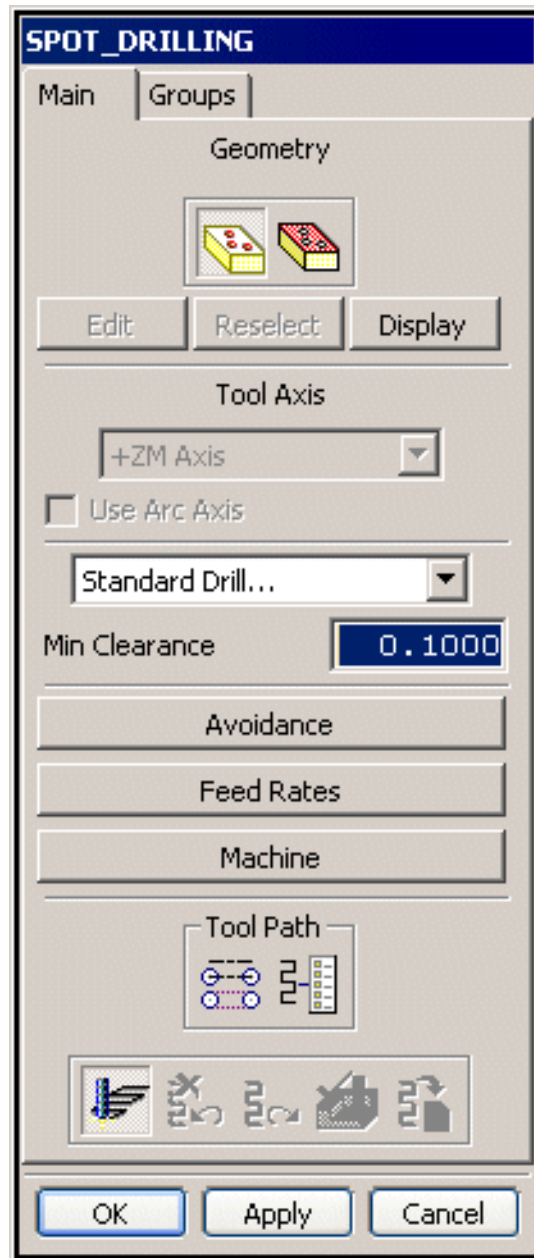 SPOT_DRILLING
Main Groups
Geometry
Edit Reselect Display
Tool Axis
+ZM Axis
Use Arc Axis
Standard Drill...
Min Clearance 0.1000
Avoidance
Feed Rates
Machine
Tool Path
OK Apply Cancel